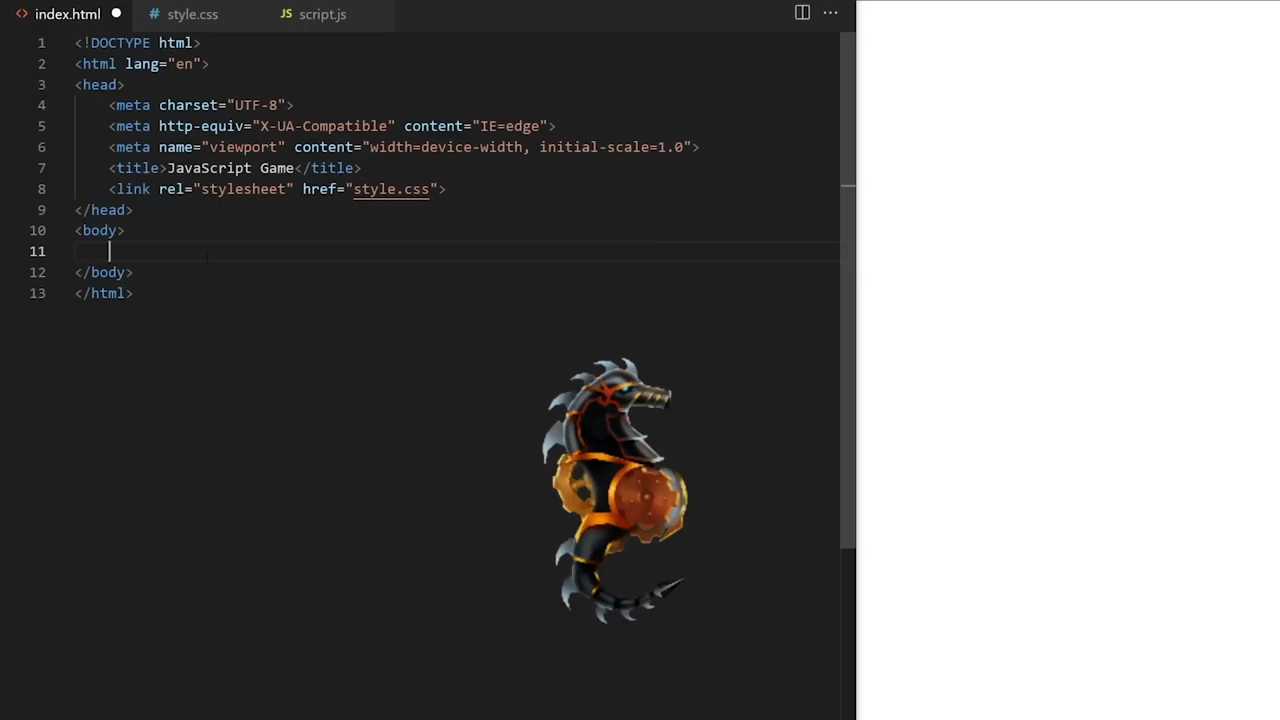 index.html
style.css
JS script.js
1 <!DOCTYPE html>
2 <html lang="en">
3 <head>
4 <meta charset="UTF-8">
5 <meta http-equiv="X-UA-Compatible" content="IE=edge">
6 <meta name="viewport" content="width=device-width, initial-scale=1.0">
7 <title>JavaScript Game</title>
8 <link rel="stylesheet" href="style.css">
9 </head>
10 <body>
11
12 </body>
13 </html>